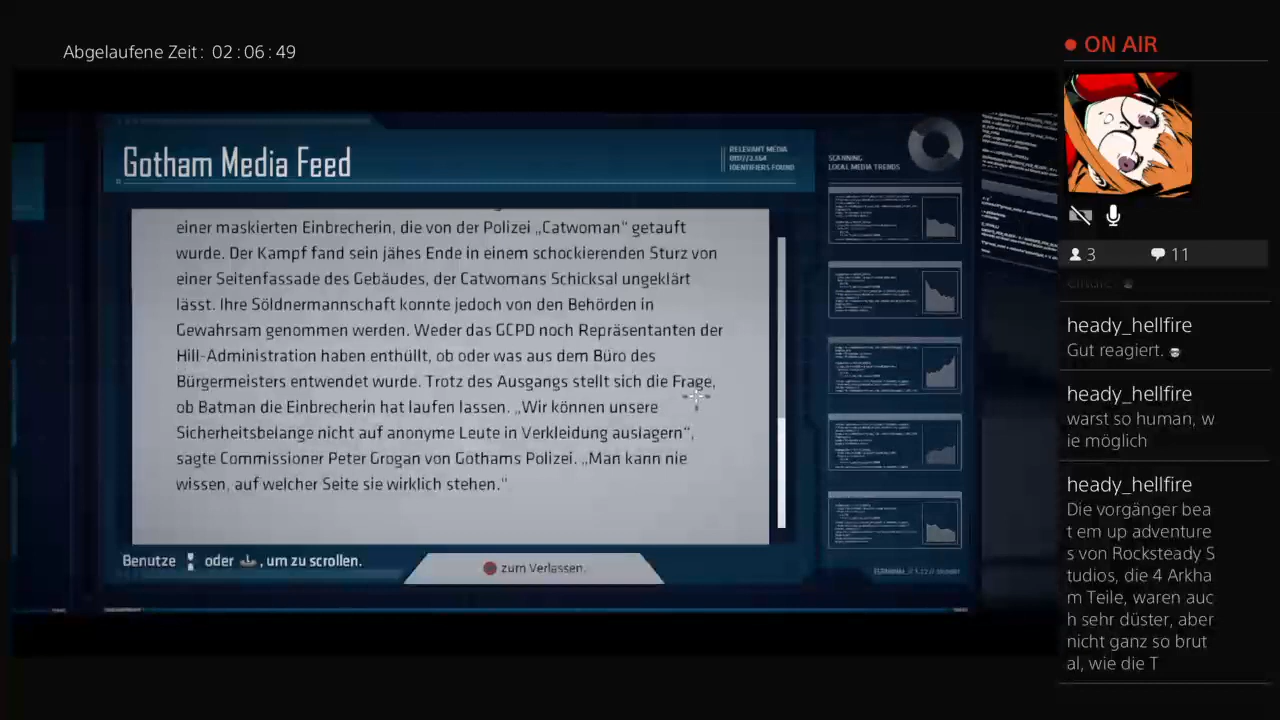 Abgelaufene Zeit: 02:06:49
ON AIR
Gotham Media Feed
RELEVANT MEDIA
IDENTIFIERS FOUND
SCANNING
LOCAL MEDIA TRENDS
einer maskierten Einbrecherin, die von der Polizei „Catwoman“ getauft
wurde. Der Kampf fand sein jähes Ende in einem schockierenden Sturz von
einer Seitenfassade des Gebäudes, der Catwomans Schicksal ungeklärt
lässt. Ihre Söldnermannschaft konnte jedoch von den Behörden in
Gewahrsam genommen werden. Weder das GCPD noch Repräsentanten der
Hill-Administration haben enthüllt, ob oder was aus dem Büro des
Bürgermeisters entwendet wurde. Trotz des Ausgangs stellt sich die Frage,
ob Batman die Einbrecherin hat laufen lassen. „Wir können unsere
Sicherheitsbelange nicht auf anonyme Leute in Verkleidung auslagern“,
sagte Commissioner Peter Grogan von Gothams Polizei. „Man kann nie
wissen, auf welcher Seite sie wirklich stehen."
Benutze oder , um zu scrollen.
zum Verlassen.
3
11
heady_hellfire
Gut reagiert.
heady_hellfire
warst so human, w
ie möglich
heady_hellfire
Die vorgänger bea
t em up adventure
s von Rocksteady S
tudios, die 4 Arkha
m Teile, waren auc
h sehr düster, aber
nicht ganz so brut
al, wie die T